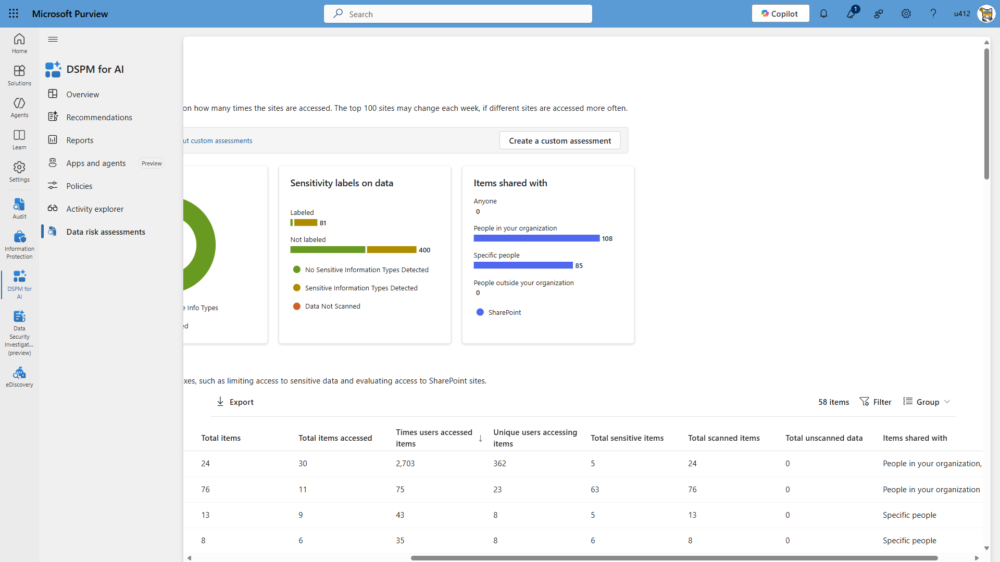 Microsoft Purview
Search
Copilot
1
u412
Home
Solutions
Agents
Learn
Settings
Audit
Information
Protection
DSPM for
AI
Data
Security
Investigat...
(preview)
eDiscovery
DSPM for AI
Overview
Recommendations
Reports
Apps and agents Preview
Policies
Activity explorer
Data risk assessments
on how many times the sites are accessed. The top 100 sites may change each week, if different sites are accessed more often.
ut custom assessments
Create a custom assessment
e Info Types
ed
Sensitivity labels on data
Labeled
81
Not labeled
400
No Sensitive Information Types Detected
Sensitive Information Types Detected
Data Not Scanned
Items shared with
Anyone
0
People in your organization
108
Specific people
85
People outside your organization
0
SharePoint
xes, such as limiting access to sensitive data and evaluating access to SharePoint sites.
Export
58 items
Filter
Group
Total items
Total items accessed
Times users accessed
items
Unique users accessing
items
Total sensitive items
Total scanned items
Total unscanned data
Items shared with
24 30 2,703 362 5 24 0 People in your organization,
76 11 75 23 63 76 0 People in your organization
13 9 43 8 5 13 0 Specific people
8 6 35 8 6 8 0 Specific people